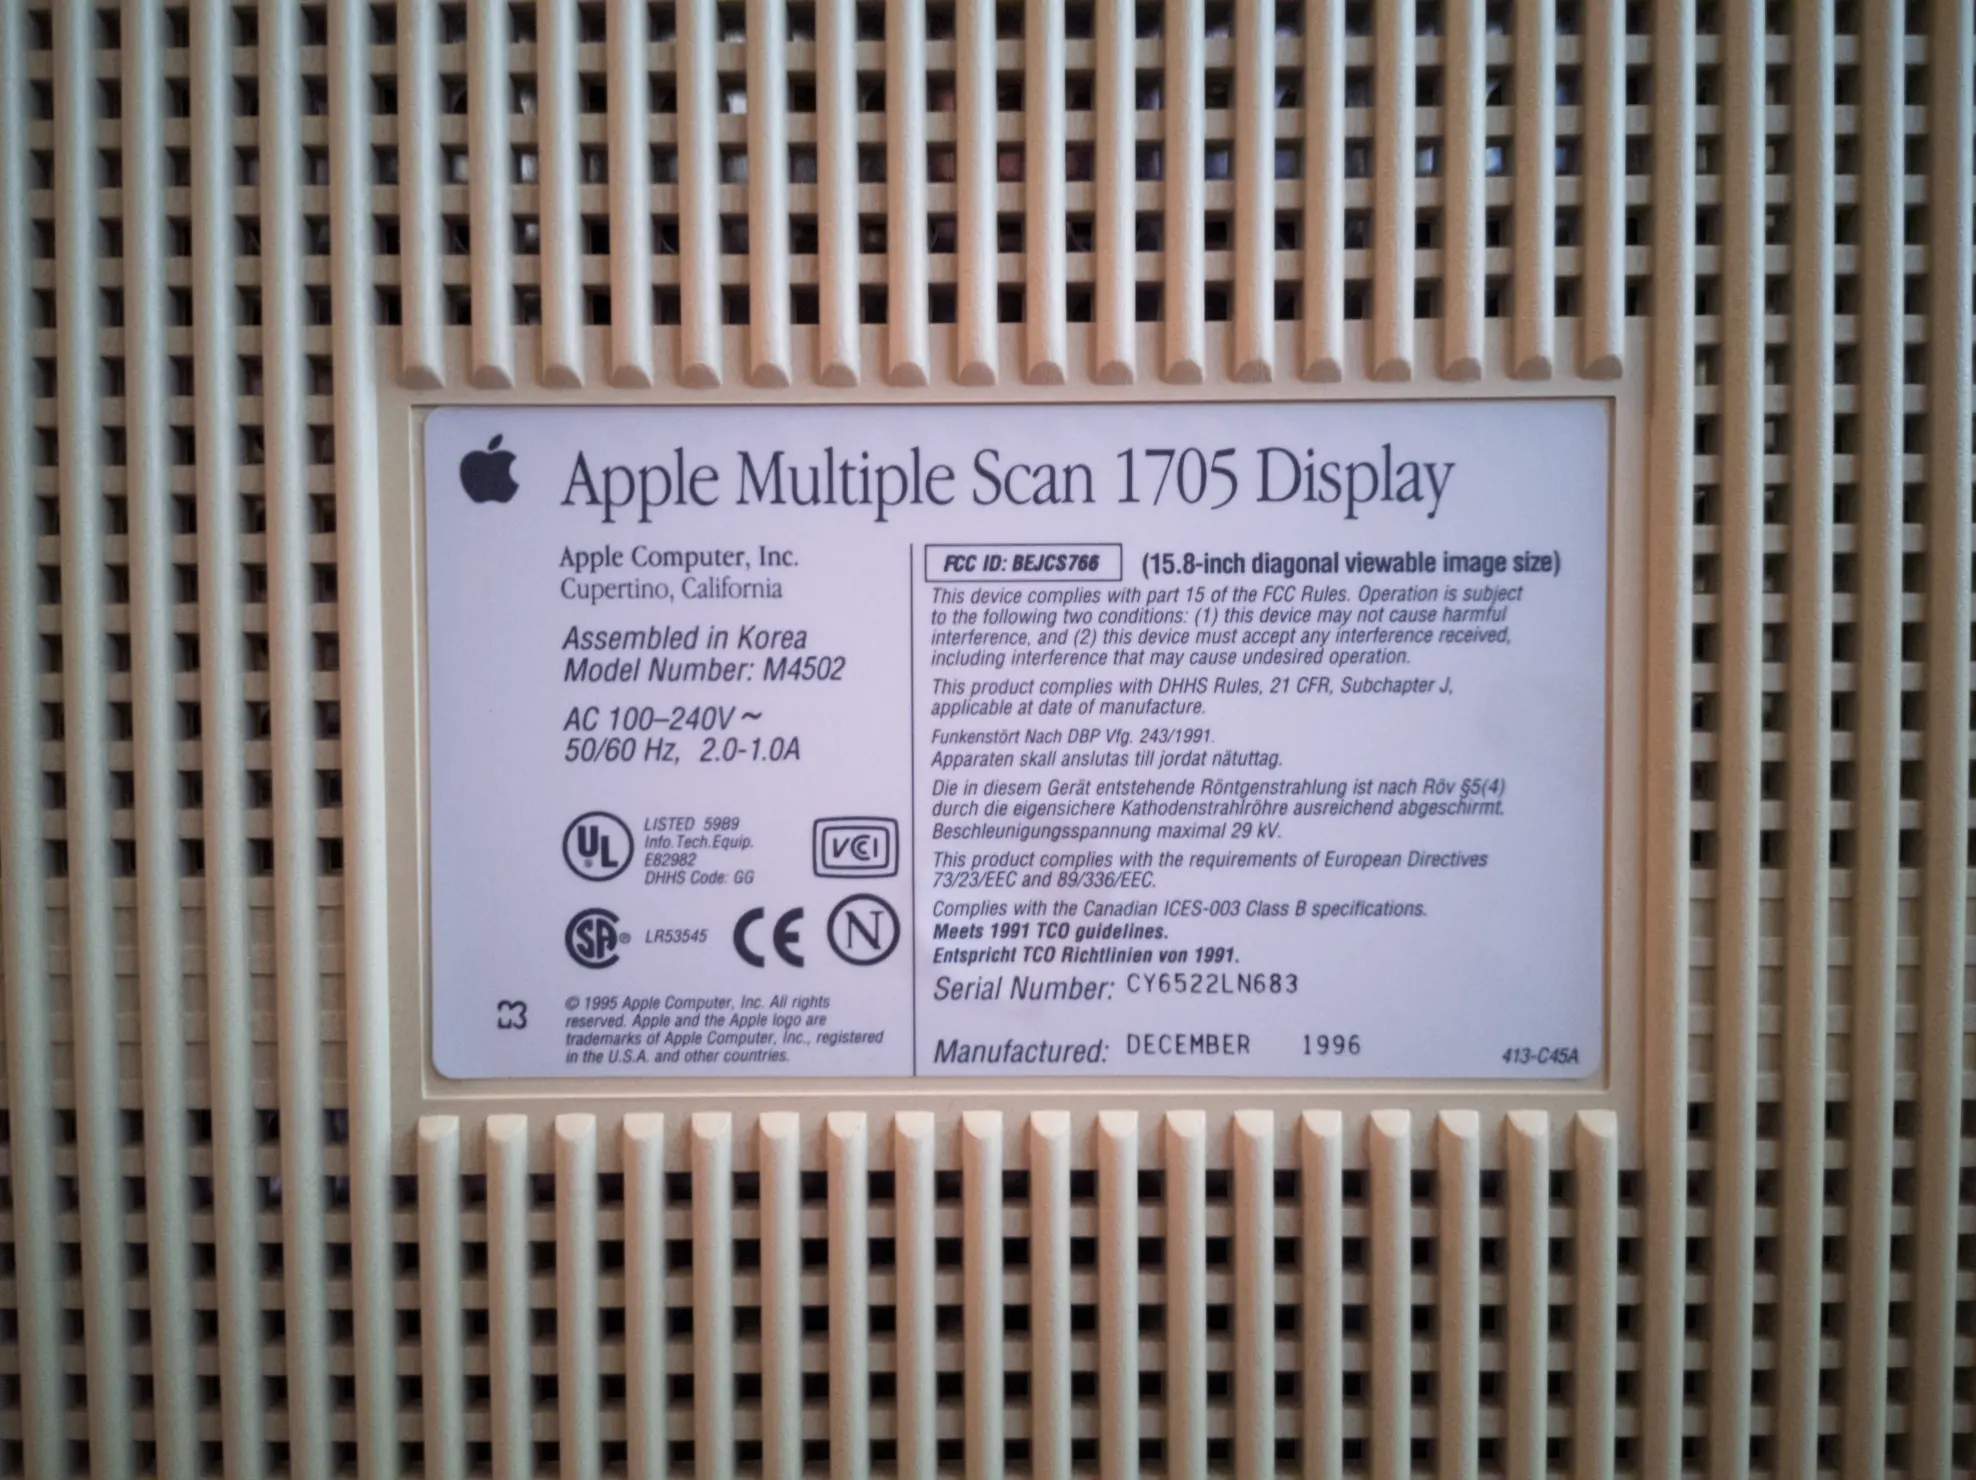 Apple Multiple Scan 1705 Display
Apple Computer, Inc.
Cupertino, California
Assembled in Korea
Model Number: M4502
AC 100–240V ~
50/60 Hz, 2.0-1.0A
UL
LISTED 59B9
Info.Tech.Equip.
E82982
DHHS Code: GG
VCCI
SA® LR53545
CE
N
© 1995 Apple Computer, Inc. All rights
reserved. Apple and the Apple logo are
trademarks of Apple Computer, Inc., registered
in the U.S.A. and other countries.
FCC ID: BEJCS766 (15.8-inch diagonal viewable image size)
This device complies with part 15 of the FCC Rules. Operation is subject
to the following two conditions: (1) this device may not cause harmful
interference, and (2) this device must accept any interference received,
including interference that may cause undesired operation.
This product complies with DHHS Rules, 21 CFR, Subchapter J,
applicable at date of manufacture.
Funkenstört Nach DBP Vfg. 243/1991.
Apparaten skall anslutas till jordat nätuttag.
Die in diesem Gerät entstehende Röntgenstrahlung ist nach Röv §5(4)
durch die eigensichere Kathodenstrahlröhre ausreichend abgeschirmt.
Beschleunigungsspannung maximal 29 kV.
This product complies with the requirements of European Directives
73/23/EEC and 89/336/EEC.
Complies with the Canadian ICES-003 Class B specifications.
Meets 1991 TCO guidelines.
Entspricht TCO Richtlinien von 1991.
Serial Number: CY6522LN683
Manufactured: DECEMBER 1996
413-C45A